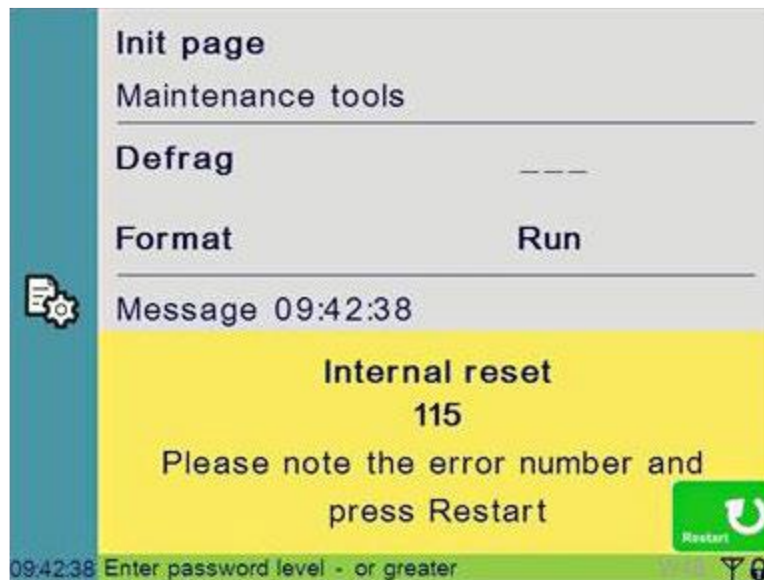 Init page
Maintenance tools
Defrag ___
Format Run
Message 09:42:38
Internal reset
115
Please note the error number and
press Restart
Restart
09:42:38 Enter password level - or greater